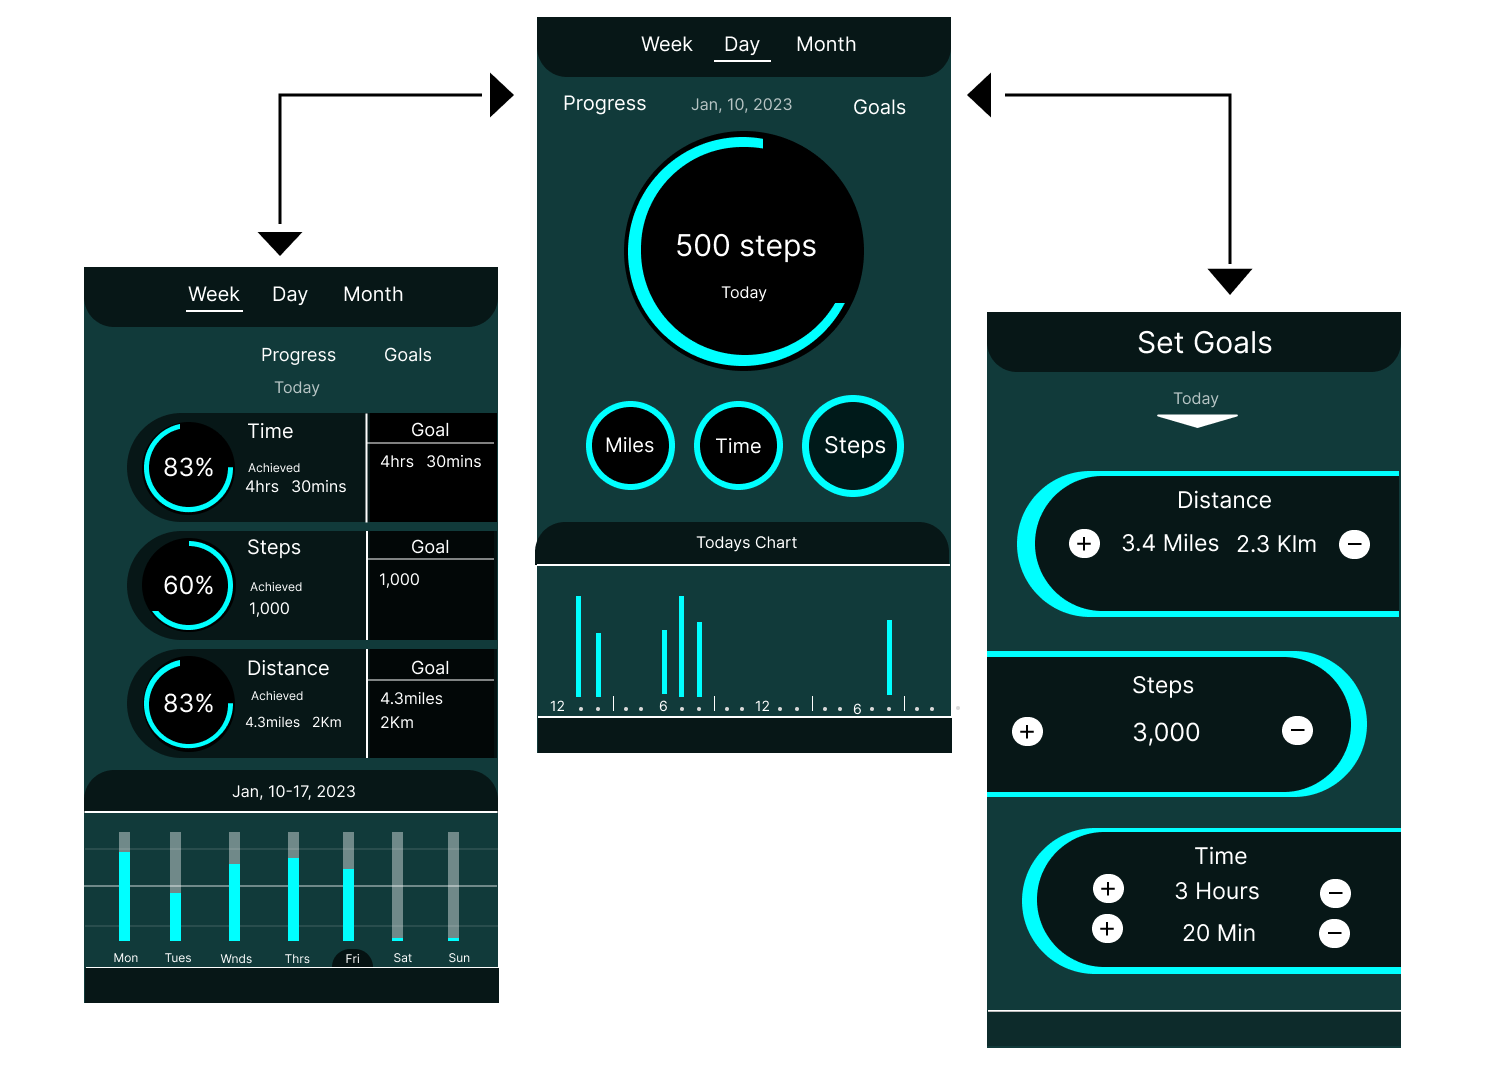 Week Day Month
Progress Jan, 10, 2023 Goals
500 steps
Today
Miles Time Steps
Todays Chart
12 6 12 6
Week Day Month
Progress Goals
Today
Time Goal
83%
Achieved
4hrs 30mins 4hrs 30mins
Steps Goal
60%
Achieved 1,000
1,000
Distance Goal
83%
Achieved 4.3miles
4.3miles 2Km 2Km
Jan, 10-17, 2023
Mon Tues Wnds Thrs Fri Sat Sun
Set Goals
Today
Distance
+ 3.4 Miles 2.3 Klm −
Steps
+ 3,000 −
Time
+ 3 Hours −
+ 20 Min −